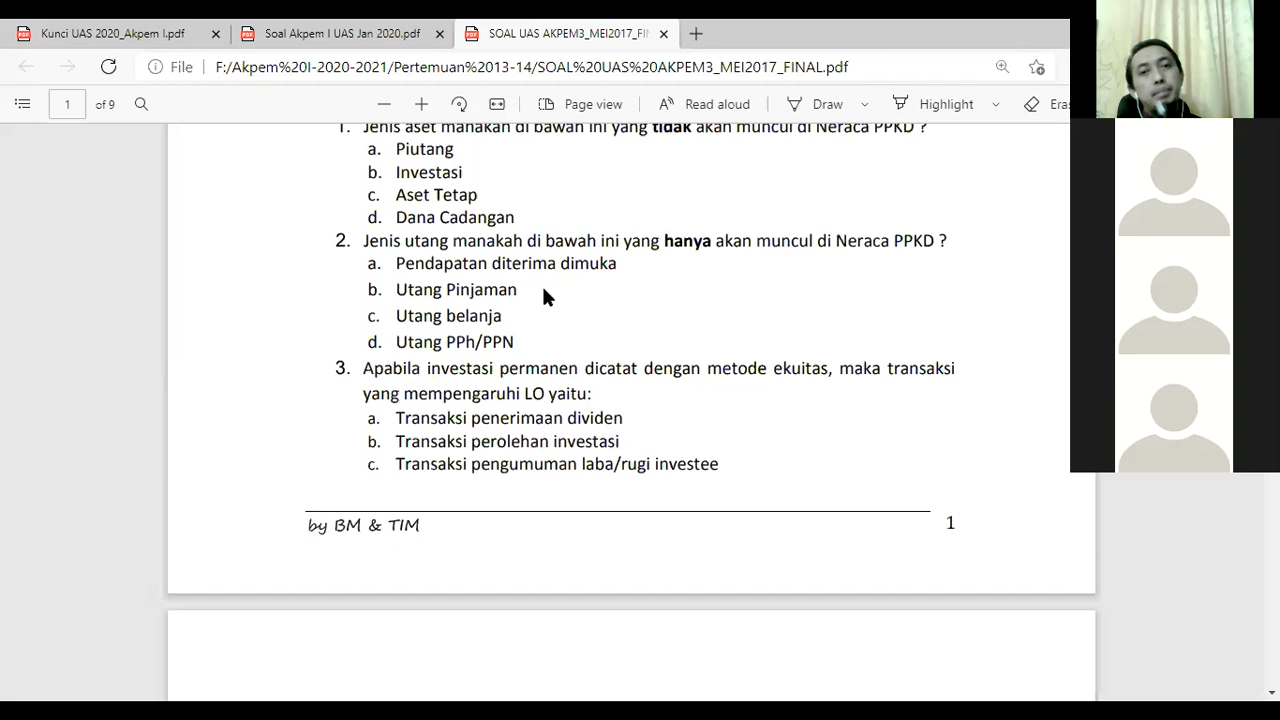 Kunci UAS 2020_Akpem I.pdf
Soal Akpem I UAS Jan 2020.pdf
SOAL UAS AKPEM3_MEI2017_FIN
File
F:/Akpem%20I-2020-2021/Pertemuan%2013-14/SOAL%20UAS%20AKPEM3_MEI2017_FINAL.pdf
1 of 9
Page view
Read aloud
Draw
Highlight
Eras
1. Jenis aset manakah di bawah ini yang tidak akan muncul di Neraca PPKD ?
a. Piutang
b. Investasi
c. Aset Tetap
d. Dana Cadangan
2. Jenis utang manakah di bawah ini yang hanya akan muncul di Neraca PPKD ?
a. Pendapatan diterima dimuka
b. Utang Pinjaman
c. Utang belanja
d. Utang PPh/PPN
3. Apabila investasi permanen dicatat dengan metode ekuitas, maka transaksi
yang mempengaruhi LO yaitu:
a. Transaksi penerimaan dividen
b. Transaksi perolehan investasi
c. Transaksi pengumuman laba/rugi investee
by BM & TIM
1